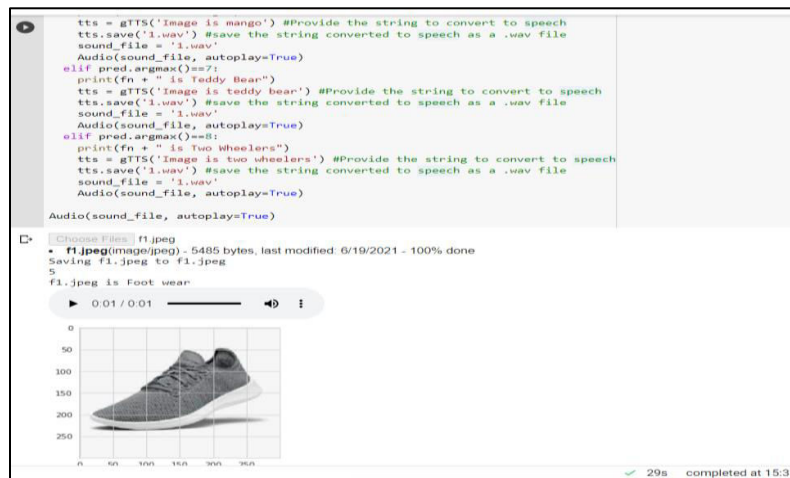 tts = gTTS('Image is mango') #Provide the string to convert to speech
tts.save('1.wav') #save the string converted to speech as a .wav file
sound_file = '1.wav'
Audio(sound_file, autoplay=True)
elif pred.argmax()==7:
print(fn + " is Teddy Bear")
tts = gTTS('Image is teddy bear') #Provide the string to convert to speech
tts.save('1.wav') #save the string converted to speech as a .wav file
sound_file = '1.wav'
Audio(sound_file, autoplay=True)
elif pred.argmax()==8:
print(fn + " is Two Wheelers")
tts = gTTS('Image is two wheelers') #Provide the string to convert to speech
tts.save('1.wav') #save the string converted to speech as a .wav file
sound_file = '1.wav'
Audio(sound_file, autoplay=True)
Audio(sound_file, autoplay=True)
Choose Files f1.jpeg
• f1.jpeg(image/jpeg) - 5485 bytes, last modified: 6/19/2021 - 100% done
Saving f1.jpeg to f1.jpeg
5
f1.jpeg is Foot wear
0:01 / 0:01
0
50
100
150
200
250
0 50 100 150 200 250
29s completed at 15:3